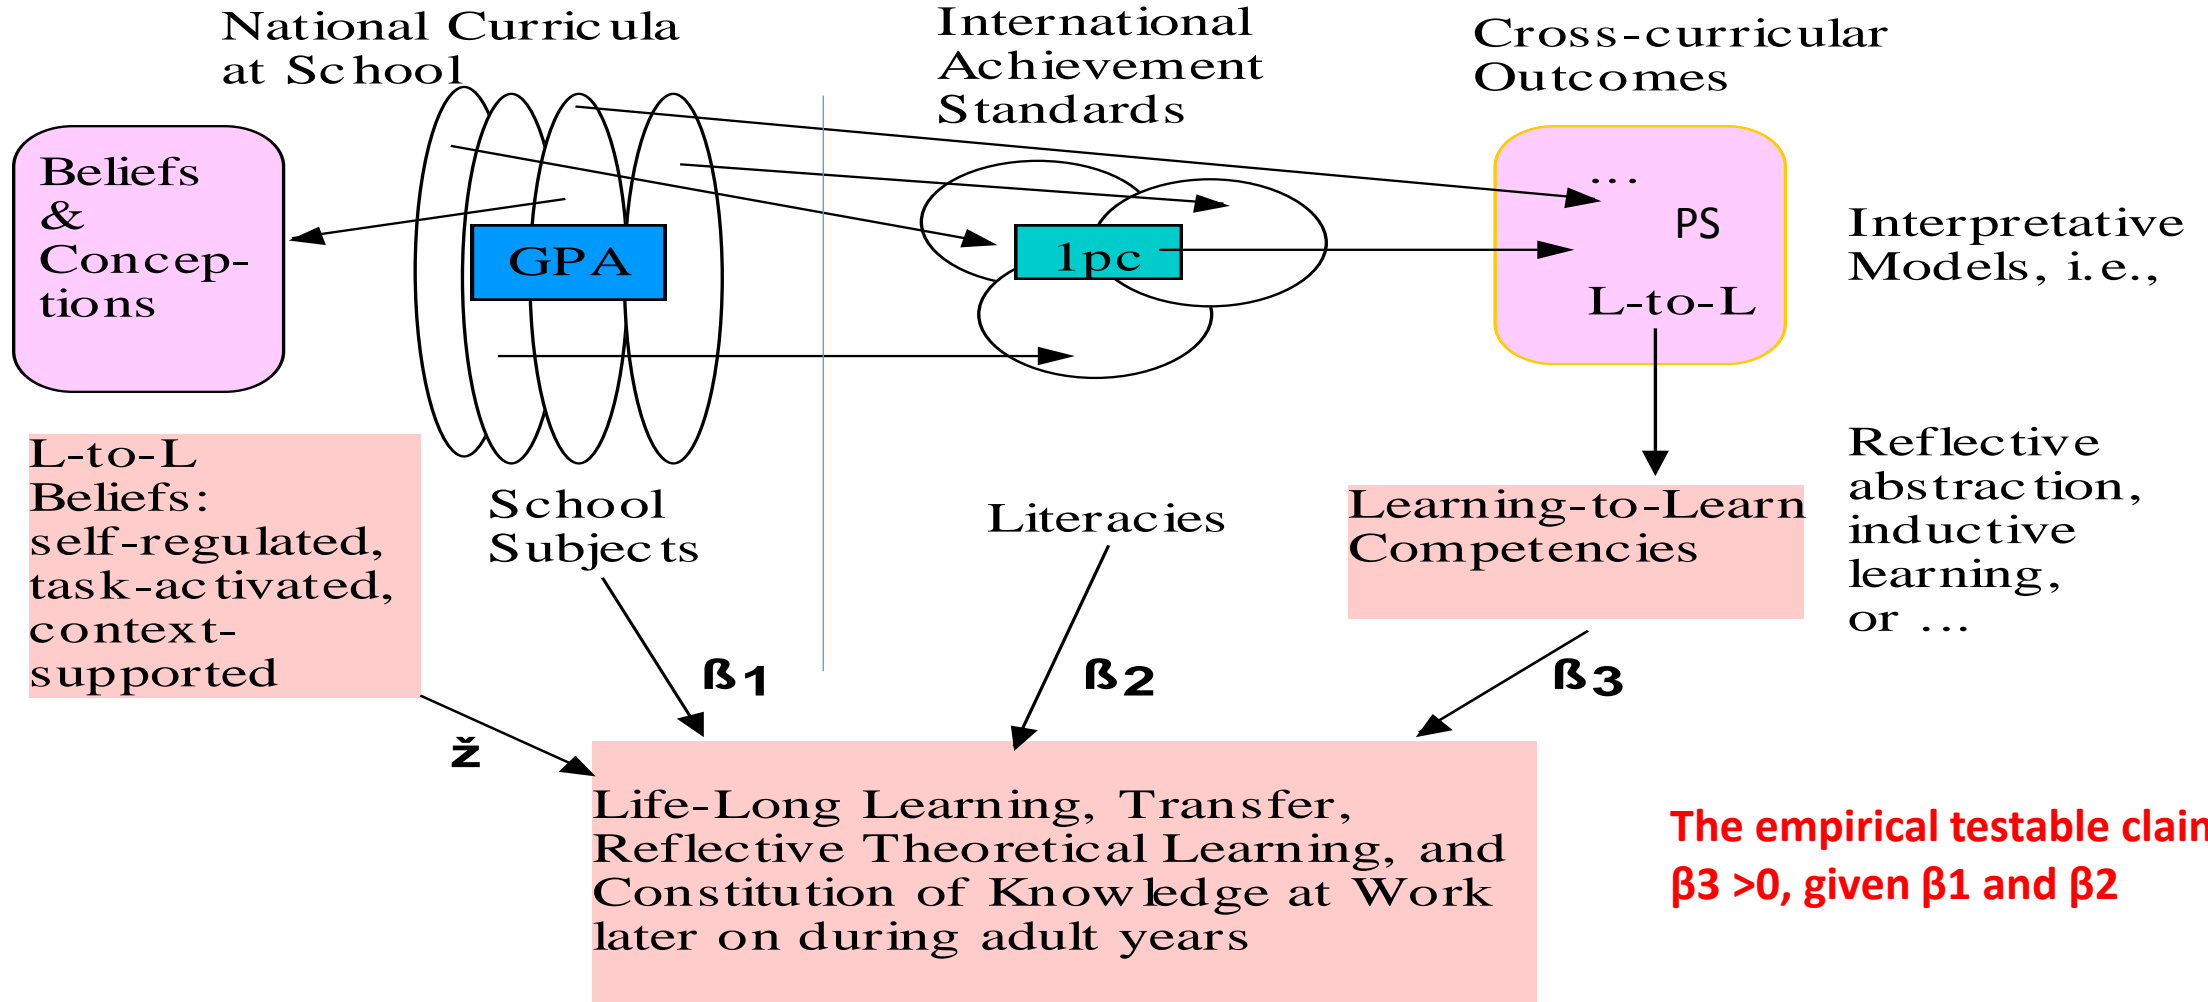 National Curricula
at School
International
Achievement
Standards
Cross-curricular
Outcomes
Beliefs
&
Concep-
tions
GPA
1pc
...
PS
L-to-L
Interpretative
Models, i.e.,
L-to-L
Beliefs:
self-regulated,
task-activated,
context-
supported
School
Subjects
Literacies
Learning-to-Learn
Competencies
Reflective
abstraction,
inductive
learning,
or ...
ß1
ß2
ß3
ž
Life-Long Learning, Transfer,
Reflective Theoretical Learning, and
Constitution of Knowledge at Work
later on during adult years
The empirical testable
β3 >0, given β1 and β2